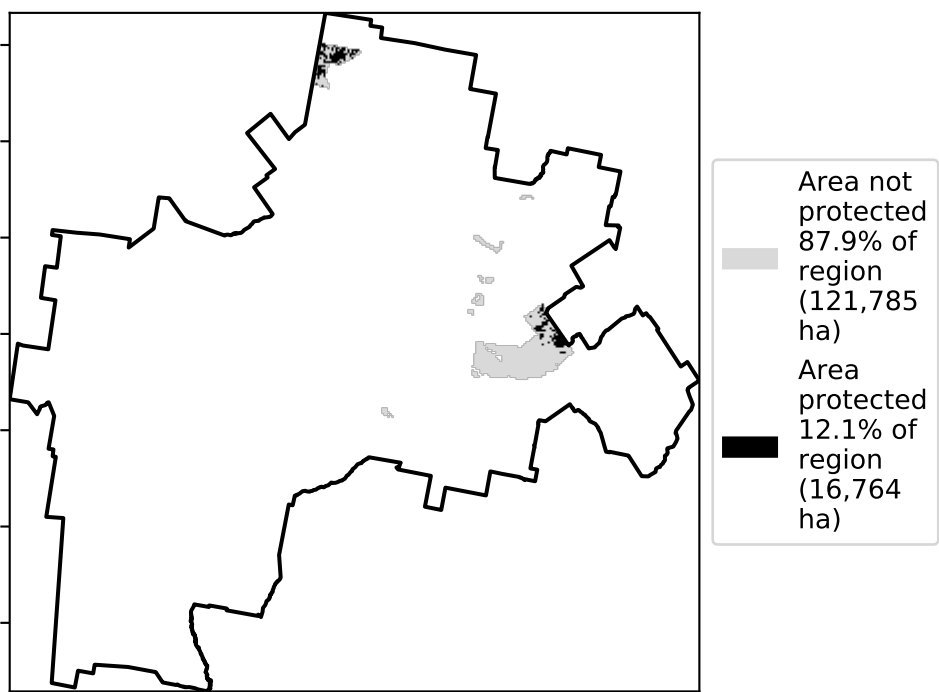 Area not
protected
87.9% of
region
(121,785
ha)
Area
protected
12.1% of
region
(16,764
ha)